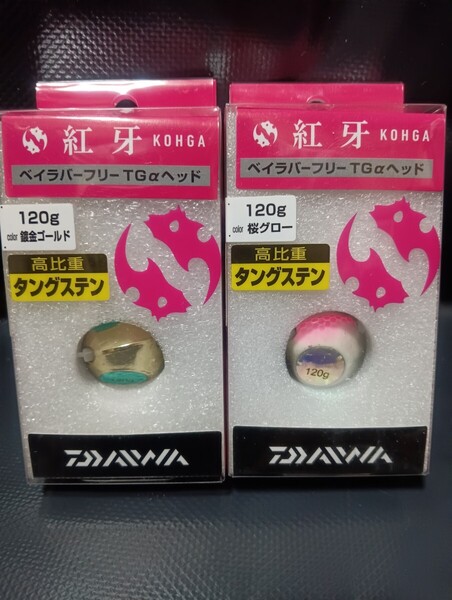 紅牙 KOHGA
ベイラバーフリーTGαヘッド
120g
color 鍍金ゴールド
高比重
タングステン
DAIWA
紅牙 KOHGA
ベイラバーフリーTGαヘッド
120g
color 桜グロー
高比重
タングステン
120g
DAIWA